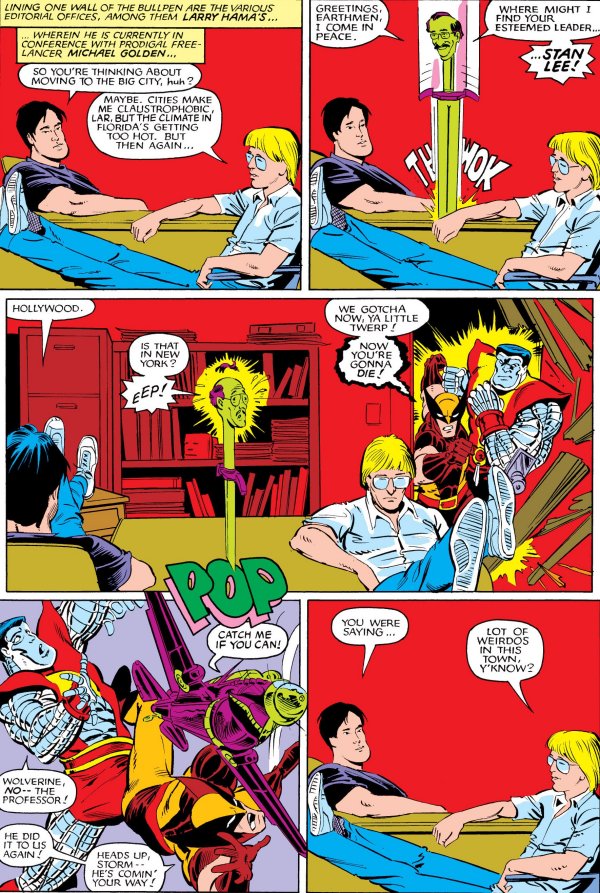 LINING ONE WALL OF THE BULLPEN ARE THE VARIOUS
EDITORIAL OFFICES, AMONG THEM LARRY HAMA'S...
... WHEREIN HE IS CURRENTLY IN
CONFERENCE WITH PRODIGAL FREE-
LANCER MICHAEL GOLDEN...
SO YOU'RE THINKING ABOUT
MOVING TO THE BIG CITY, huh?
MAYBE. CITIES MAKE
ME CLAUSTROPHOBIC,
LAR, BUT THE CLIMATE IN
FLORIDA'S GETTING
TOO HOT. BUT
THEN AGAIN...
GREETINGS,
EARTHMEN,
I COME IN
PEACE.
WHERE MIGHT I
FIND YOUR
ESTEEMED LEADER...
...STAN
LEE!
THWOK
HOLLYWOOD.
IS THAT
IN NEW
YORK?
EEP!
WE GOTCHA
NOW, YA LITTLE
TWERP!
NOW
YOU'RE
GONNA
DIE!
POP
CATCH ME
IF YOU CAN!
WOLVERINE,
NO-- THE
PROFESSOR!
HE DID
IT TO US
AGAIN!
HEADS UP,
STORM--
HE'S COMIN'
YOUR WAY!
YOU WERE
SAYING...
LOT OF
WEIRDOS
IN THIS
TOWN,
Y'KNOW?